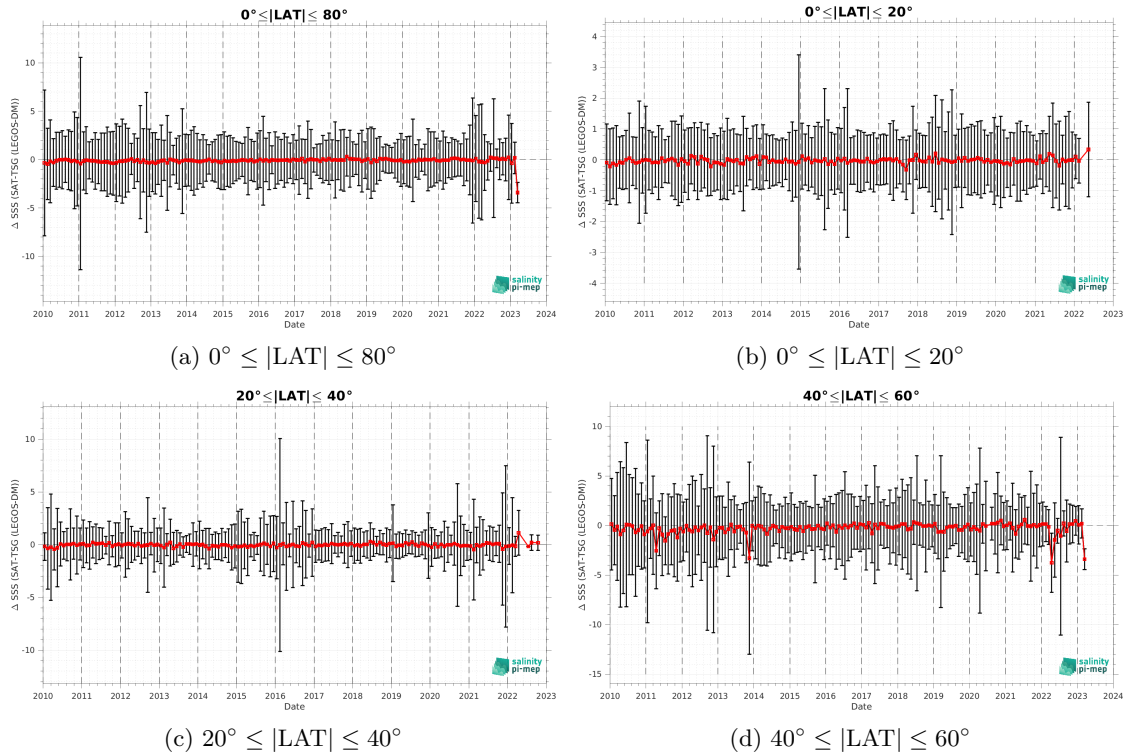 0°≤|LAT|≤ 80°
Δ SSS (SAT-TSG (LEGOS-DM))
10
5
0
-5
-10
salinity
pi-mep
2010 2011 2012 2013 2014 2015 2016 2017 2018 2019 2020 2021 2022 2023 2024
Date
(a) 0° ≤ |LAT| ≤ 80°
0°≤|LAT|≤ 20°
Δ SSS (SAT-TSG (LEGOS-DM))
4
3
2
1
0
-1
-2
-3
-4
salinity
pi-mep
2010 2011 2012 2013 2014 2015 2016 2017 2018 2019 2020 2021 2022 2023
Date
(b) 0° ≤ |LAT| ≤ 20°
20°≤|LAT|≤ 40°
Δ SSS (SAT-TSG (LEGOS-DM))
10
5
0
-5
-10
salinity
pi-mep
2010 2011 2012 2013 2014 2015 2016 2017 2018 2019 2020 2021 2022 2023
Date
(c) 20° ≤ |LAT| ≤ 40°
40°≤|LAT|≤ 60°
Δ SSS (SAT-TSG (LEGOS-DM))
10
5
0
-5
-10
-15
salinity
pi-mep
2010 2011 2012 2013 2014 2015 2016 2017 2018 2019 2020 2021 2022 2023 2024
Date
(d) 40° ≤ |LAT| ≤ 60°